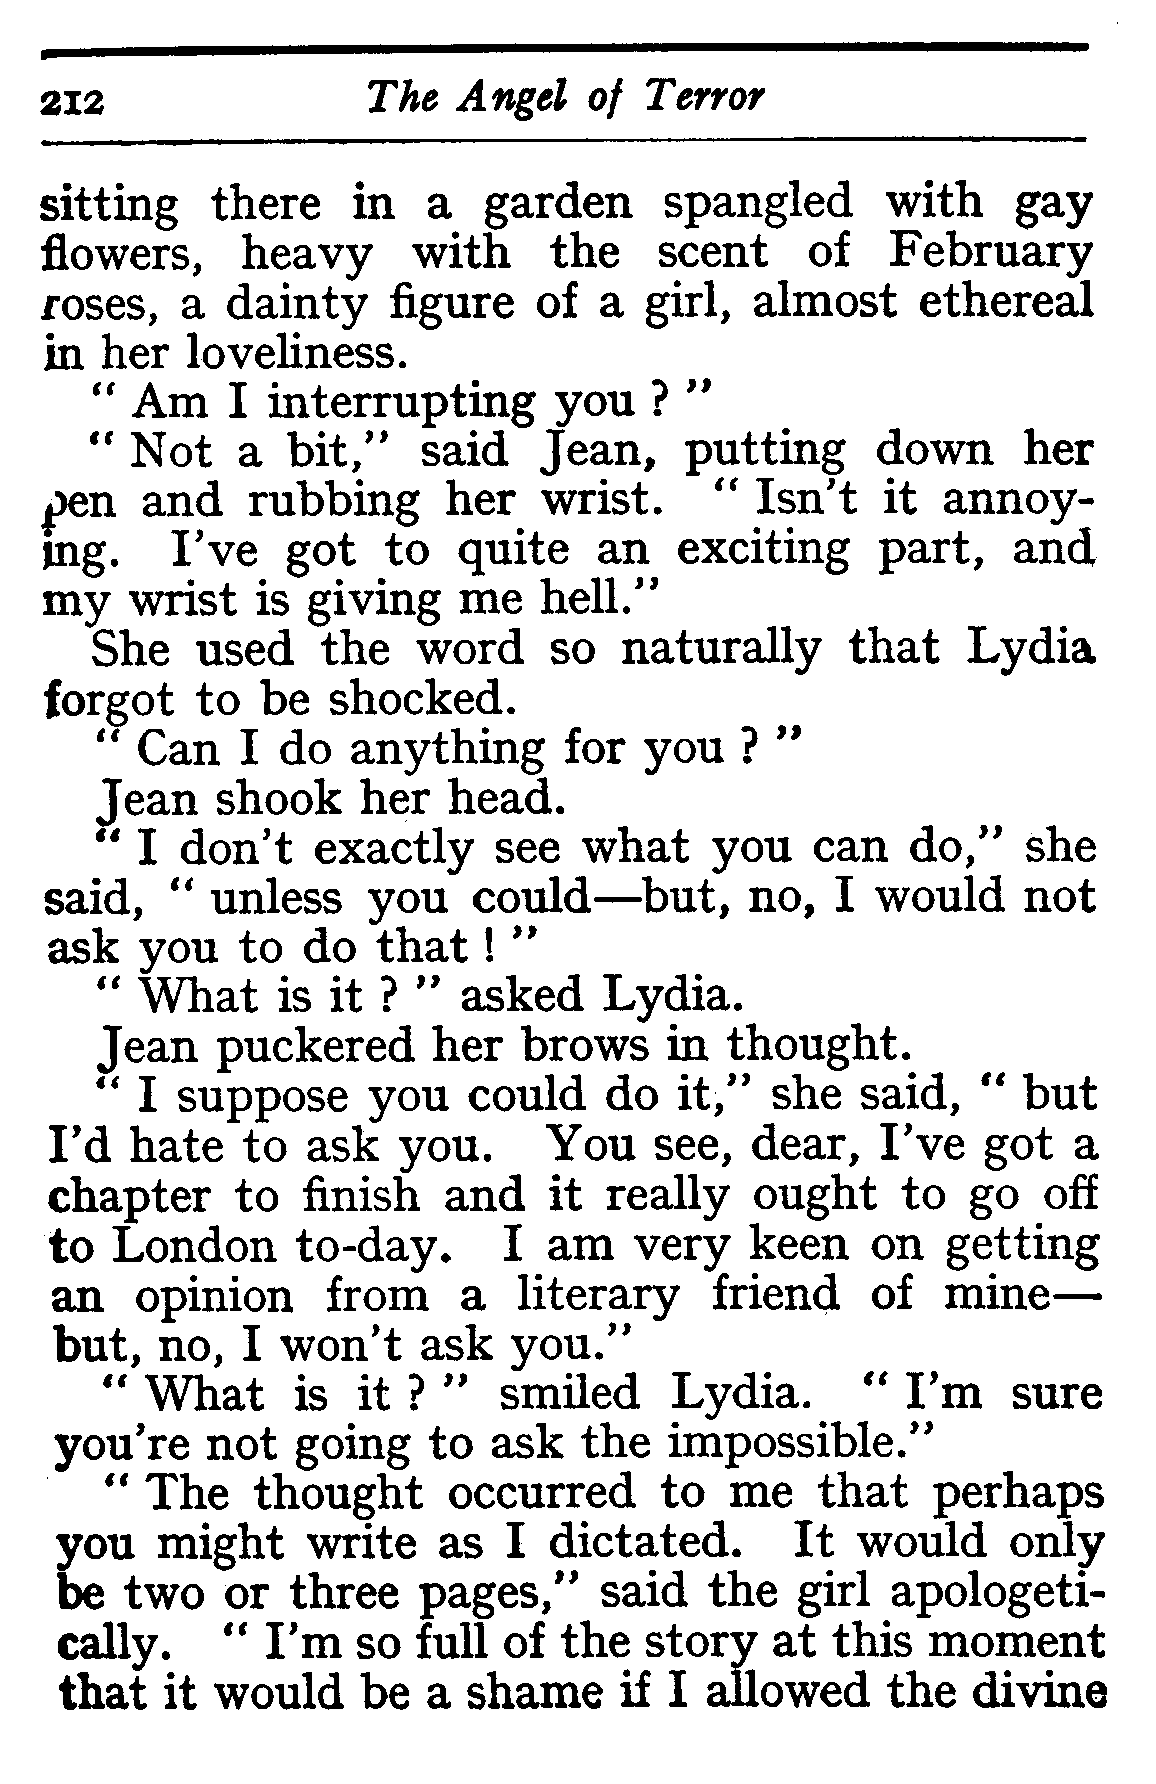 212 The Angel of Terror
sitting there in a garden spangled with gay
flowers, heavy with the scent of February
roses, a dainty figure of a girl, almost ethereal
in her loveliness.
“ Am I interrupting you ? ”
“ Not a bit,” said Jean, putting down her
pen and rubbing her wrist. “ Isn’t it annoy-
ing. I’ve got to quite an exciting part, and
my wrist is giving me hell.”
She used the word so naturally that Lydia
forgot to be shocked.
“ Can I do anything for you ? ”
Jean shook her head.
“ I don’t exactly see what you can do,” she
said, “ unless you could—but, no, I would not
ask you to do that ! ”
“ What is it ? ” asked Lydia.
Jean puckered her brows in thought.
“ I suppose you could do it,” she said, “ but
I’d hate to ask you. You see, dear, I’ve got a
chapter to finish and it really ought to go off
to London to-day. I am very keen on getting
an opinion from a literary friend of mine—
but, no, I won’t ask you.”
“ What is it ? ” smiled Lydia. “ I’m sure
you’re not going to ask the impossible.”
“ The thought occurred to me that perhaps
you might write as I dictated. It would only
be two or three pages,” said the girl apologeti-
cally. “ I’m so full of the story at this moment
that it would be a shame if I allowed the divine